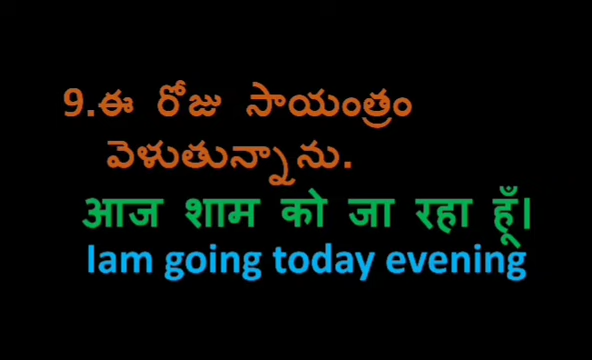 9.ఈ రోజు సాయంత్రం
వెళుతున్నాను.
आज शाम को जा रहा हूँ।
Iam going today evening